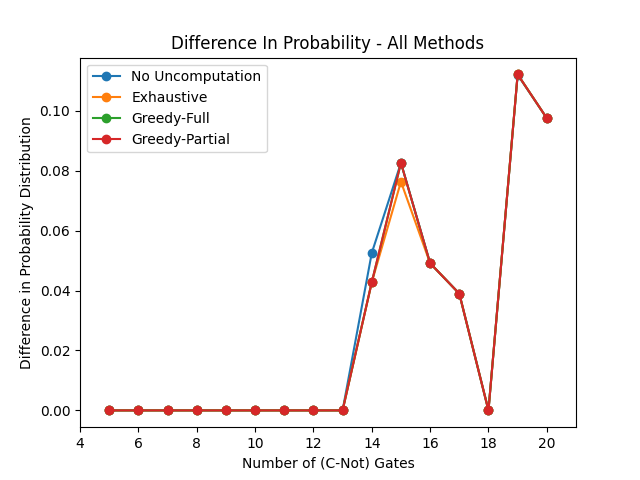 Difference In Probability - All Methods
No Uncomputation
Exhaustive
Greedy-Full
Greedy-Partial
Difference in Probability Distribution
0.10
0.08
0.06
0.04
0.02
0.00
4 6 8 10 12 14 16 18 20
Number of (C-Not) Gates